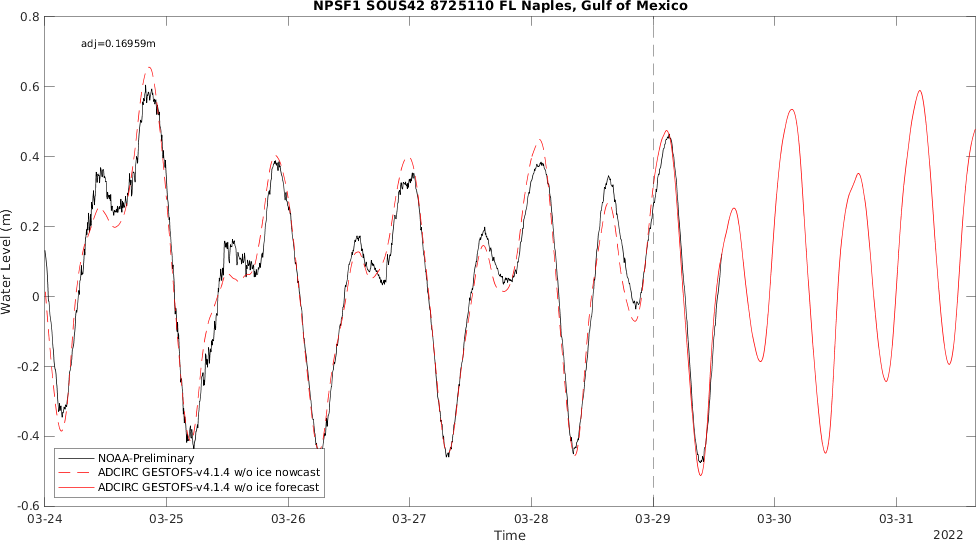 NPSF1 SOUS42 8725110 FL Naples, Gulf of Mexico
adj=0.16959m
0.8
0.6
0.4
0.2
0
-0.2
-0.4
-0.6
Water Level (m)
NOAA-Preliminary
ADCIRC GESTOFS-v4.1.4 w/o ice nowcast
ADCIRC GESTOFS-v4.1.4 w/o ice forecast
03-24 03-25 03-26 03-27 03-28 03-29 03-30 03-31
Time
2022